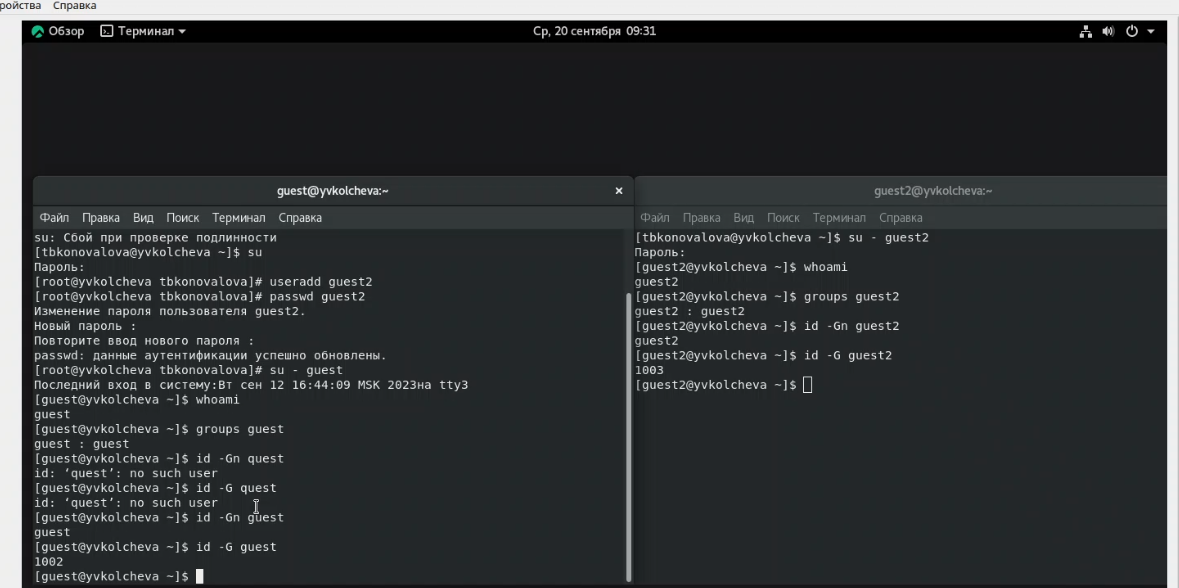 ройства Справка
Обзор Терминал Ср, 20 сентября 09:31
guest@yvkolcheva:~ ×
Файл Правка Вид Поиск Терминал Справка
su: Сбой при проверке подлинности
[tbkonovalova@yvkolcheva ~]$ su
Пароль:
[root@yvkolcheva tbkonovalova]# useradd guest2
[root@yvkolcheva tbkonovalova]# passwd guest2
Изменение пароля пользователя guest2.
Новый пароль :
Повторите ввод нового пароля :
passwd: данные аутентификации успешно обновлены.
[root@yvkolcheva tbkonovalova]# su - guest
Последний вход в систему:Вт сен 12 16:44:09 MSK 2023на tty3
[guest@yvkolcheva ~]$ whoami
guest
[guest@yvkolcheva ~]$ groups guest
guest : guest
[guest@yvkolcheva ~]$ id -Gn quest
id: ‘quest’: no such user
[guest@yvkolcheva ~]$ id -G quest
id: ‘quest’: no such user
[guest@yvkolcheva ~]$ id -Gn guest
guest
[guest@yvkolcheva ~]$ id -G guest
1002
[guest@yvkolcheva ~]$
guest2@yvkolcheva:~
Файл Правка Вид Поиск Терминал Справка
[tbkonovalova@yvkolcheva ~]$ su - guest2
Пароль:
[guest2@yvkolcheva ~]$ whoami
guest2
[guest2@yvkolcheva ~]$ groups guest2
guest2 : guest2
[guest2@yvkolcheva ~]$ id -Gn guest2
guest2
[guest2@yvkolcheva ~]$ id -G guest2
1003
[guest2@yvkolcheva ~]$